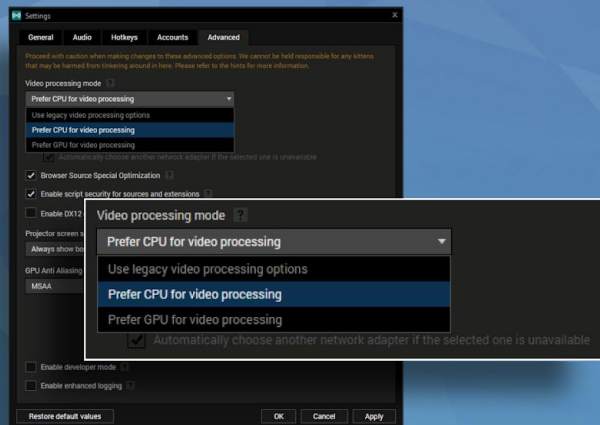 Settings
General Audio Hotkeys Accounts Advanced
Proceed with caution when making changes to these advanced options. We cannot be held responsible for any kittens
that may be harmed from tinkering around in here. Please refer to the hints for more information.
Video processing mode ?
Prefer CPU for video processing
Use legacy video processing options
Prefer CPU for video processing
Prefer GPU for video processing
Automatically choose another network adapter if the selected one is unavailable
Browser Source Special Optimization ?
Enable script security for sources and extensions ?
Enable DX12
Projector screen
Always show
GPU Anti Aliasing
MSAA
Enable developer mode ?
Enable enhanced logging ?
Restore default values OK Cancel Apply
Video processing mode ?
Prefer CPU for video processing
Use legacy video processing options
Prefer CPU for video processing
Prefer GPU for video processing
Automatically choose another network adapter if the selected one is unavailable